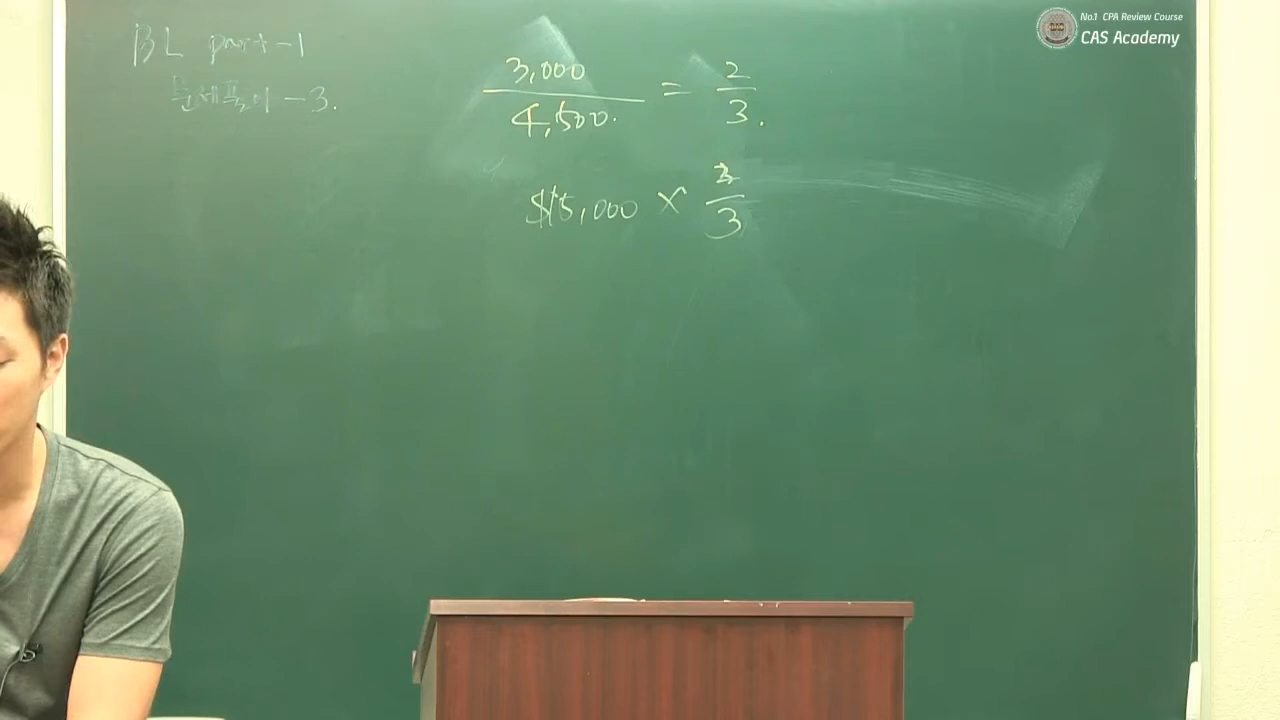 BL part-1
문제풀이-3.
3,000
4,500. = 2/3.
$15,000 × 2/3
No.1 CPA Review Course
CAS Academy